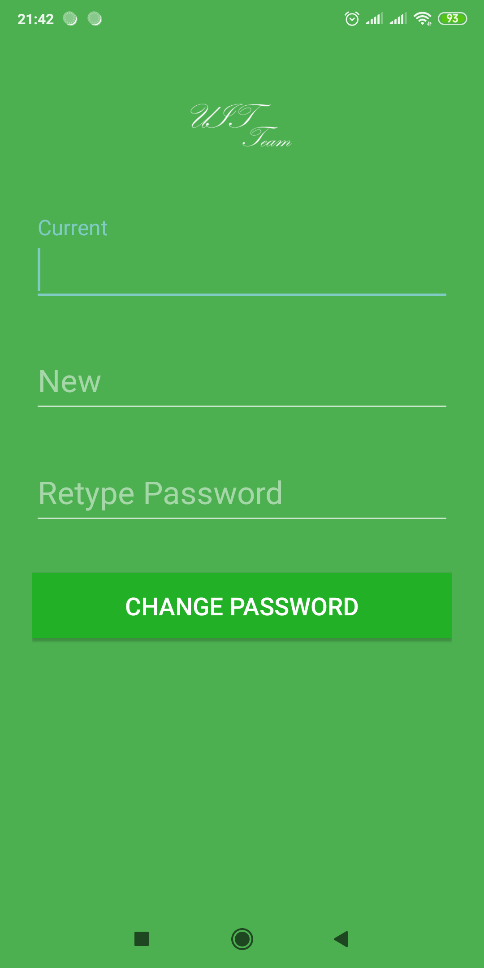 21:42 93
UIT
Team
Current
New
Retype Password
CHANGE PASSWORD